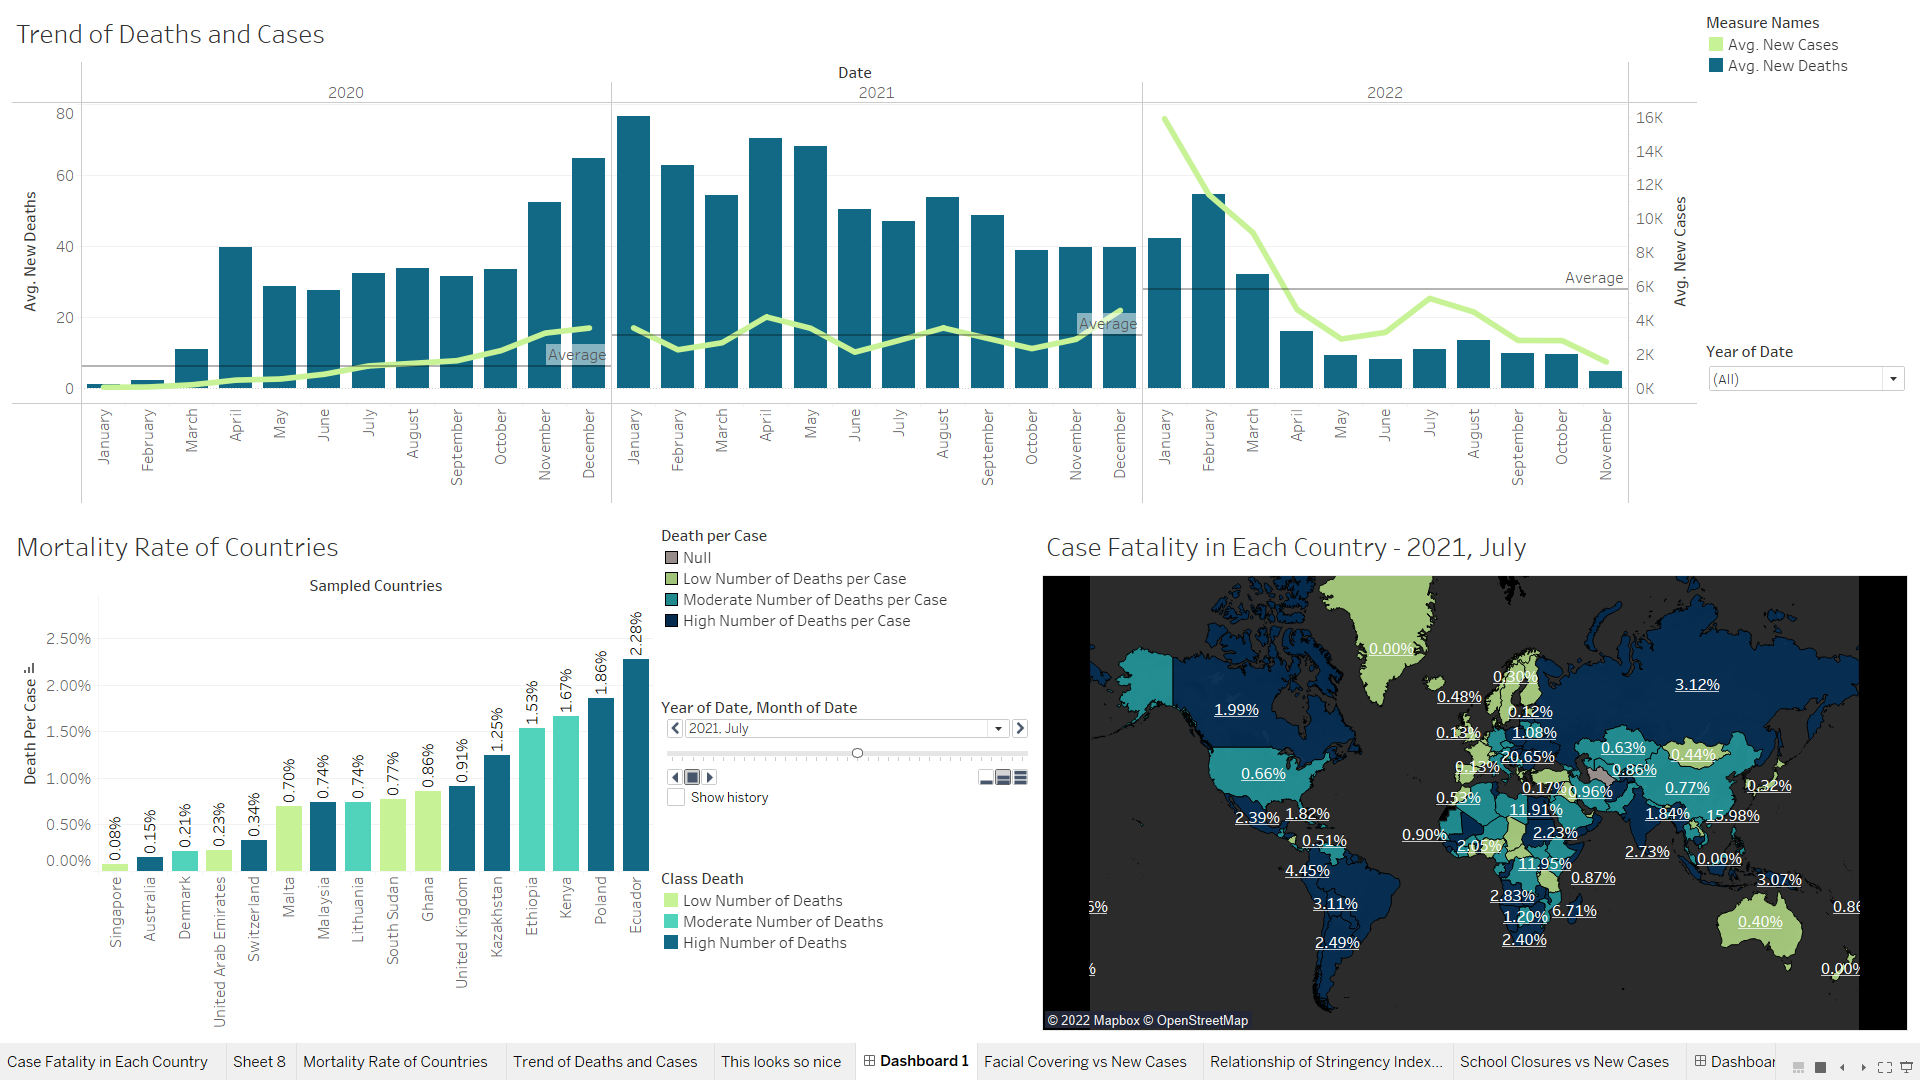 Trend of Deaths and Cases
Measure Names
Avg. New Cases
Avg. New Deaths
Date
2020
2021
2022
Avg. New Deaths
80
60
40
20
0
Average
Average
Average
16K
14K
12K
10K
8K
6K
4K
2K
0K
Avg. New Cases
January
February
March
April
May
June
July
August
September
October
November
December
January
February
March
April
May
June
July
August
September
October
November
December
January
February
March
April
May
June
July
August
September
October
November
Year of Date
(All)
Mortality Rate of Countries
Sampled Countries
Death Per Case
2.50%
2.00%
1.50%
1.00%
0.50%
0.00%
0.08%
0.15%
0.21%
0.23%
0.34%
0.70%
0.74%
0.74%
0.77%
0.86%
0.91%
1.25%
1.53%
1.67%
1.86%
2.28%
Singapore
Australia
Denmark
United Arab Emirates
Switzerland
Malta
Malaysia
Lithuania
South Sudan
Ghana
United Kingdom
Kazakhstan
Ethiopia
Kenya
Poland
Ecuador
Death per Case
Null
Low Number of Deaths per Case
Moderate Number of Deaths per Case
High Number of Deaths per Case
Year of Date, Month of Date
2021, July
Show history
Class Death
Low Number of Deaths
Moderate Number of Deaths
High Number of Deaths
Case Fatality in Each Country - 2021, July
0.00%
0.30%
3.12%
0.48%
1.99%
0.12%
0.13%
1.08%
0.63%
0.44%
20.65%
0.13%
0.86%
0.66%
0.17%
0.96%
0.77%
0.32%
0.53%
11.91%
2.39%
1.82%
1.84%
15.98%
0.90%
2.23%
0.51%
2.05%
2.73%
0.00%
11.95%
4.45%
0.87%
3.07%
2.83%
3.11%
1.20%
6.71%
0.40%
2.49%
2.40%
0.00%
© 2022 Mapbox © OpenStreetMap
Case Fatality in Each Country
Sheet 8
Mortality Rate of Countries
Trend of Deaths and Cases
This looks so nice
Dashboard 1
Facial Covering vs New Cases
Relationship of Stringency Index...
School Closures vs New Cases
Dashboar